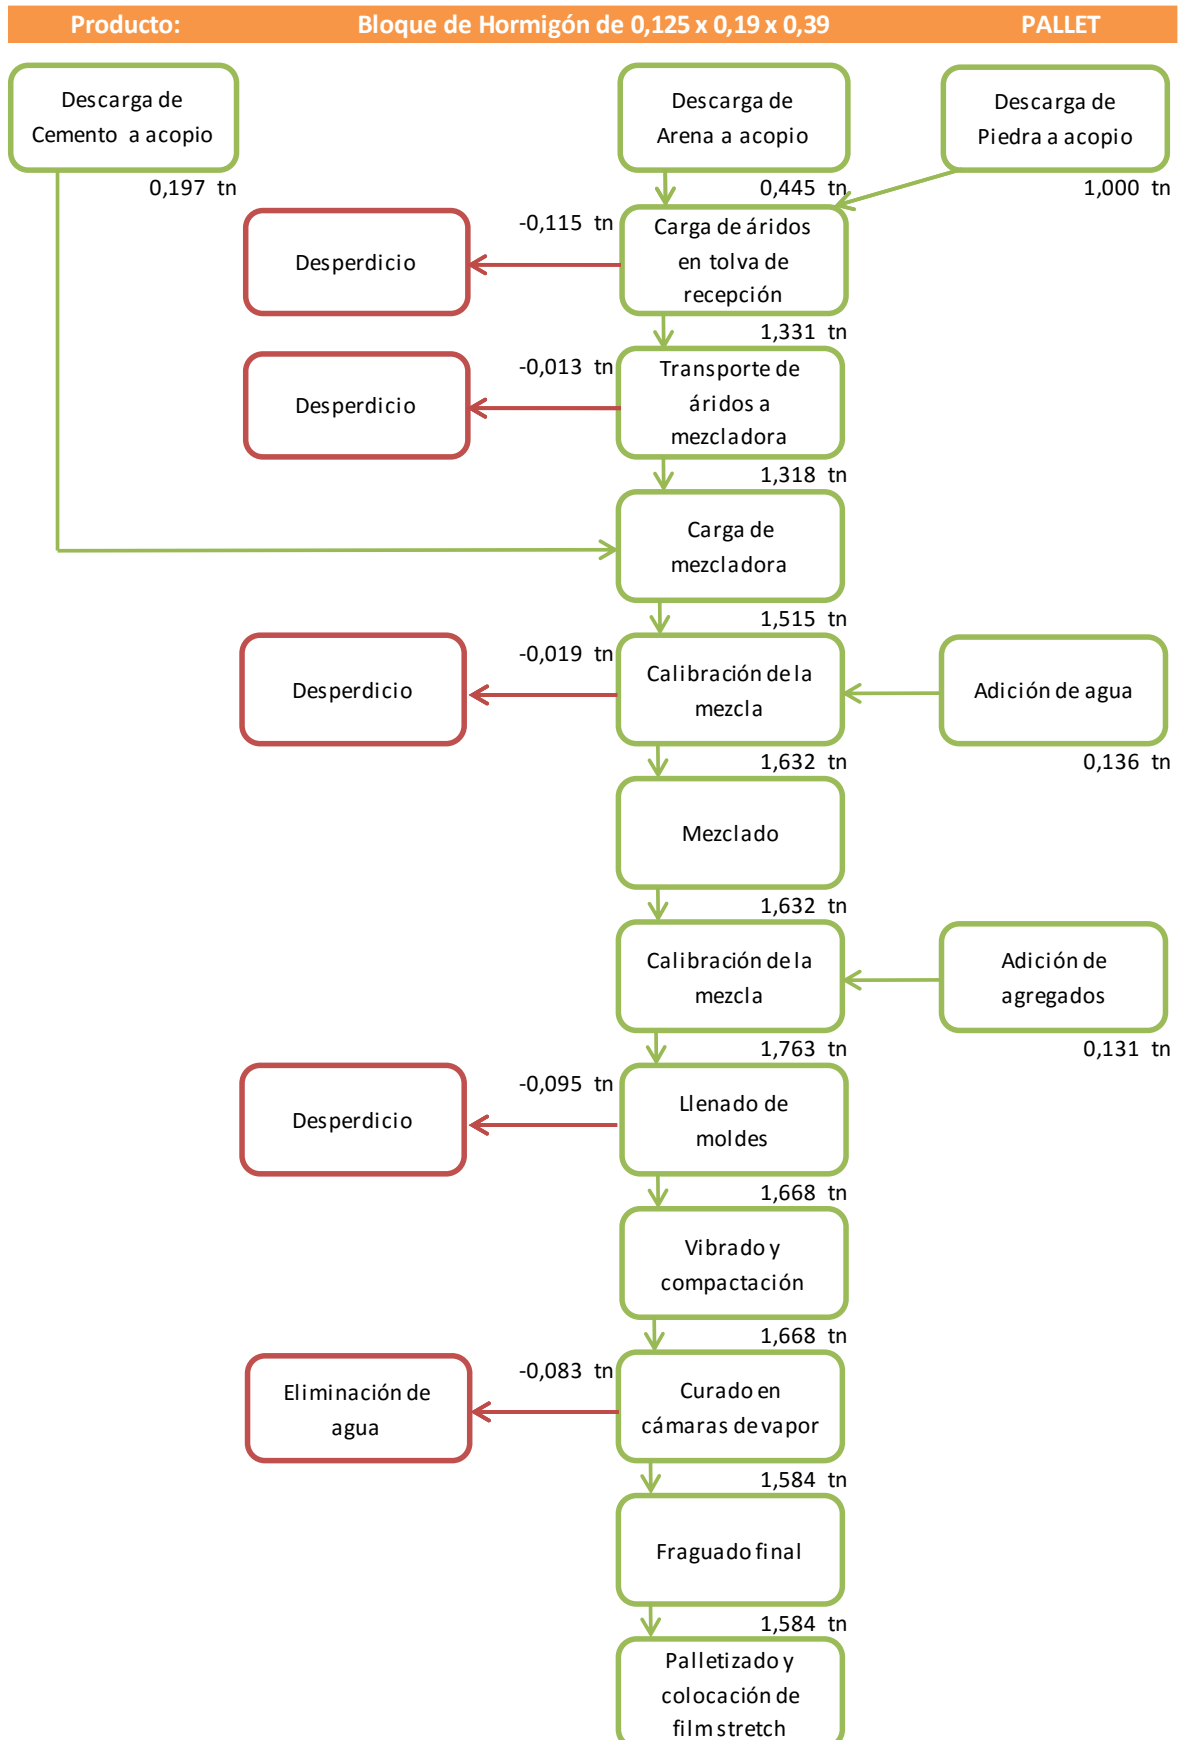 Producto: Bloque de Hormigón de 0,125 x 0,19 x 0,39 PALLET
Descarga de
Cemento a acopio
0,197 tn
Descarga de
Arena a acopio
0,445 tn
Descarga de
Piedra a acopio
1,000 tn
Desperdicio
-0,115 tn
Carga de áridos
en tolva de
recepción
1,331 tn
Desperdicio
-0,013 tn
Transporte de
áridos a
mezcladora
1,318 tn
Carga de
mezcladora
1,515 tn
Desperdicio
-0,019 tn
Calibración de la
mezcla
1,632 tn
Adición de agua
0,136 tn
Mezclado
1,632 tn
Calibración de la
mezcla
1,763 tn
Adición de
agregados
0,131 tn
Desperdicio
-0,095 tn
Llenado de
moldes
1,668 tn
Vibrado y
compactación
1,668 tn
Eliminación de
agua
-0,083 tn
Curado en
cámaras de vapor
1,584 tn
Fraguado final
1,584 tn
Palletizado y
colocación de
film stretch